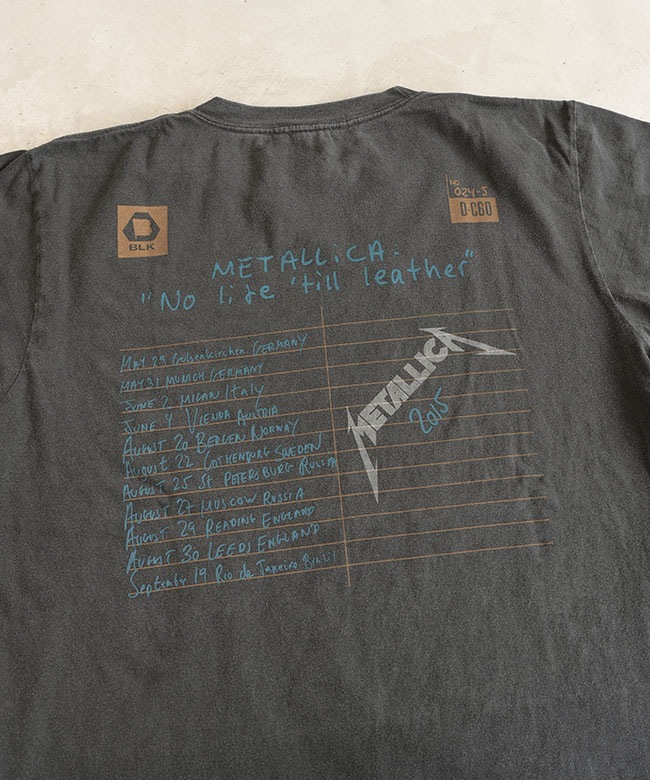 B
BLK
NO
024-5
D-C60
METALLiCA:
"No life 'till leather"
MAY 29 Gelsenkirchen GERMANY
MAY 31 MUNICH GERMANY
JUNE 2 MILAN Italy
JUNE 4 VIENNA AUSTRIA
AUGUST 20 BERGEN NORWAY
AUGUST 22 GOTHENBURG SWEDEN
AUGUST 25 ST PETERSBURG RUSSIA
AUGUST 27 MOSCOW RUSSIA
AUGUST 29 READING ENGLAND
AUGUST 30 LEEDS ENGLAND
September 19 Rio de Janeiro Brazil
METALLICA
2015